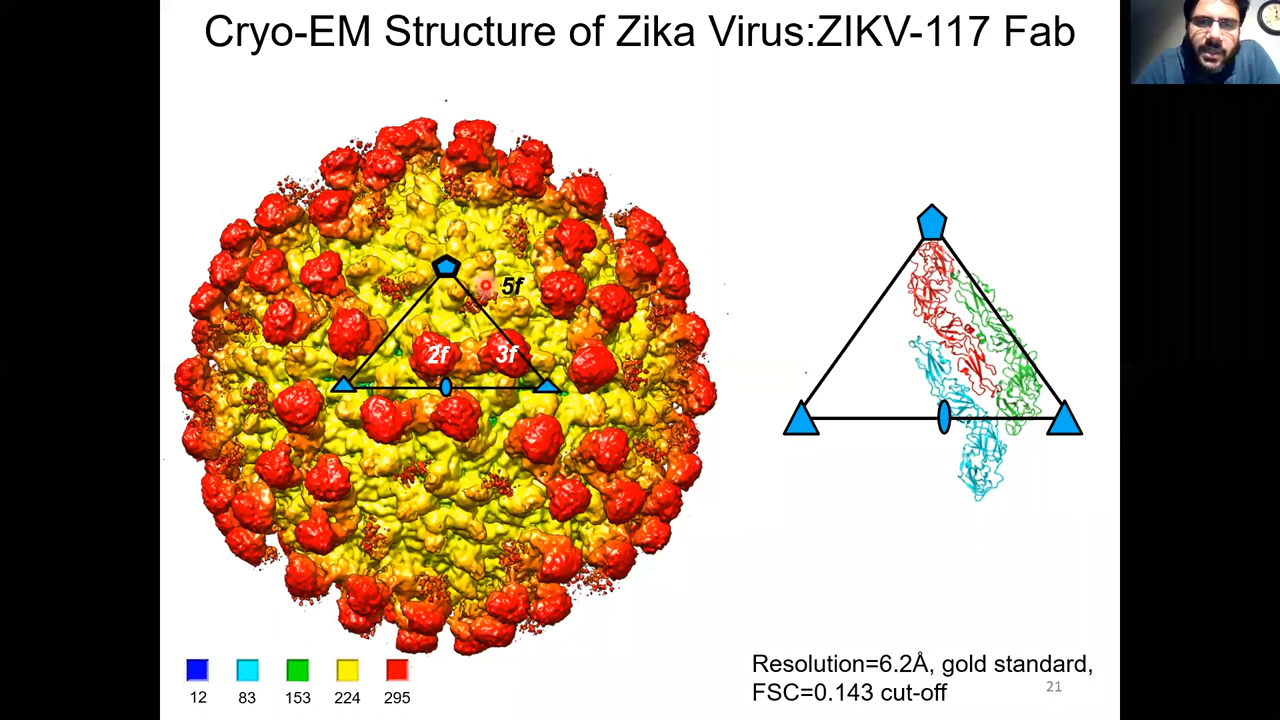 Cryo-EM Structure of Zika Virus:ZIKV-117 Fab
5f
2f
3f
12
83
153
224
295
Resolution=6.2Å, gold standard,
FSC=0.143 cut-off
21